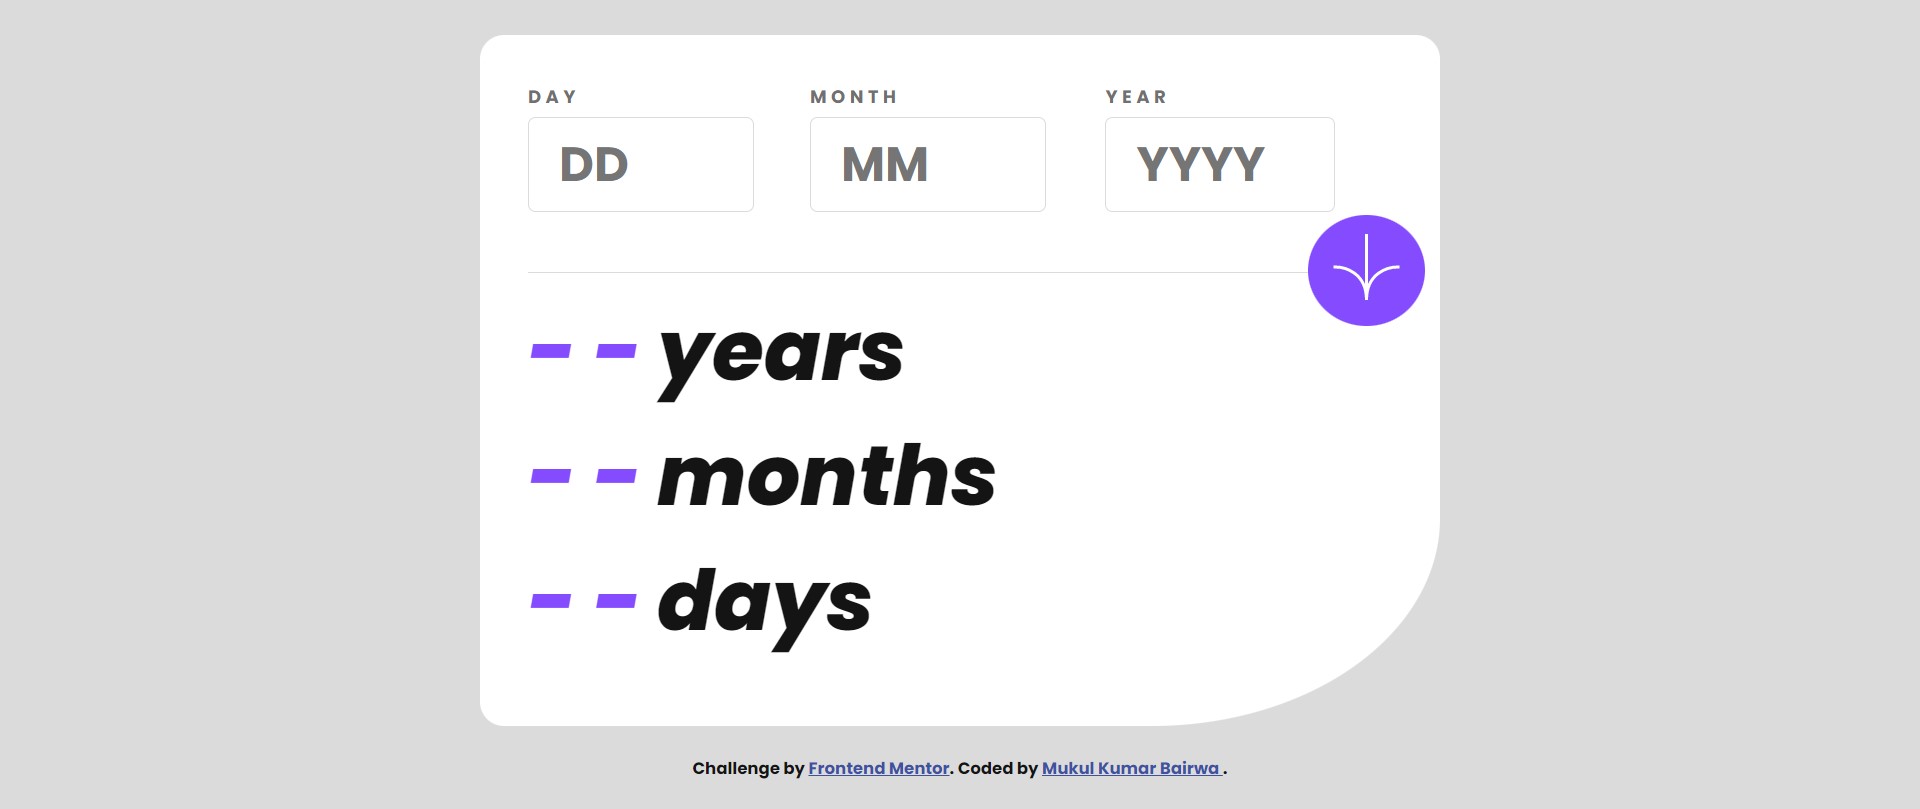 DAY MONTH YEAR
DD MM YYYY
- - years
- - months
- - days
Challenge by Frontend Mentor. Coded by Mukul Kumar Bairwa .